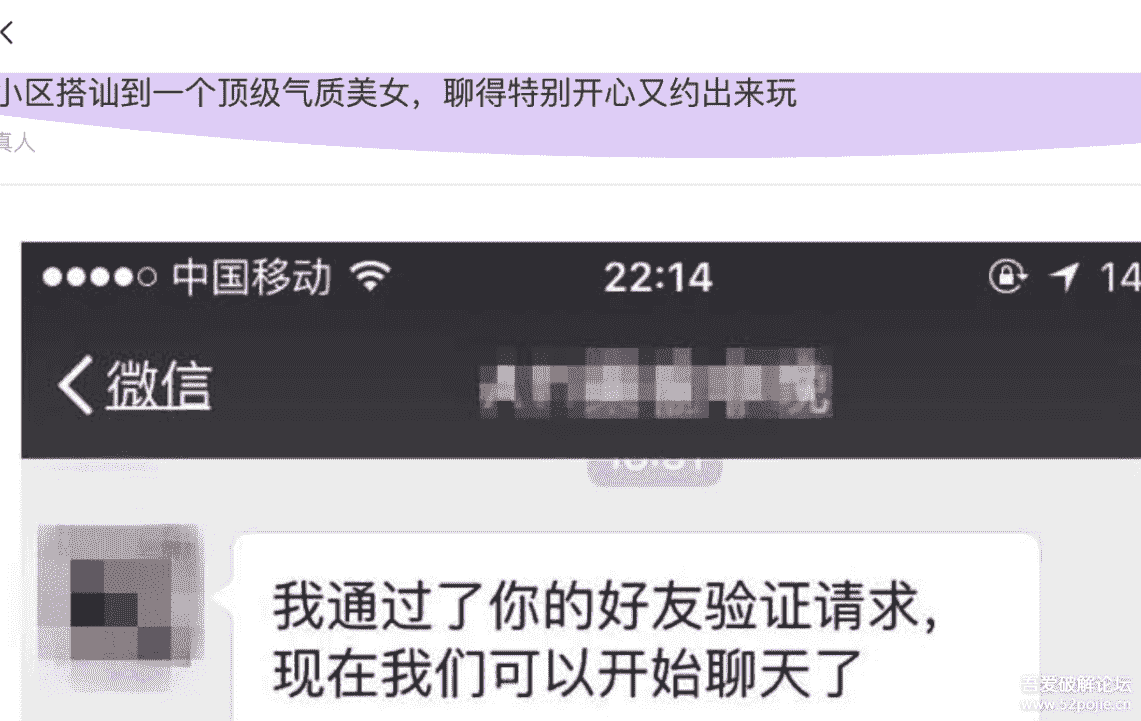 小区搭讪到一个顶级气质美女，聊得特别开心又约出来玩
真人
中国移动
22:14
14
微信
我通过了你的好友验证请求，
现在我们可以开始聊天了
吾爱破解论坛
www.52pojie.cn